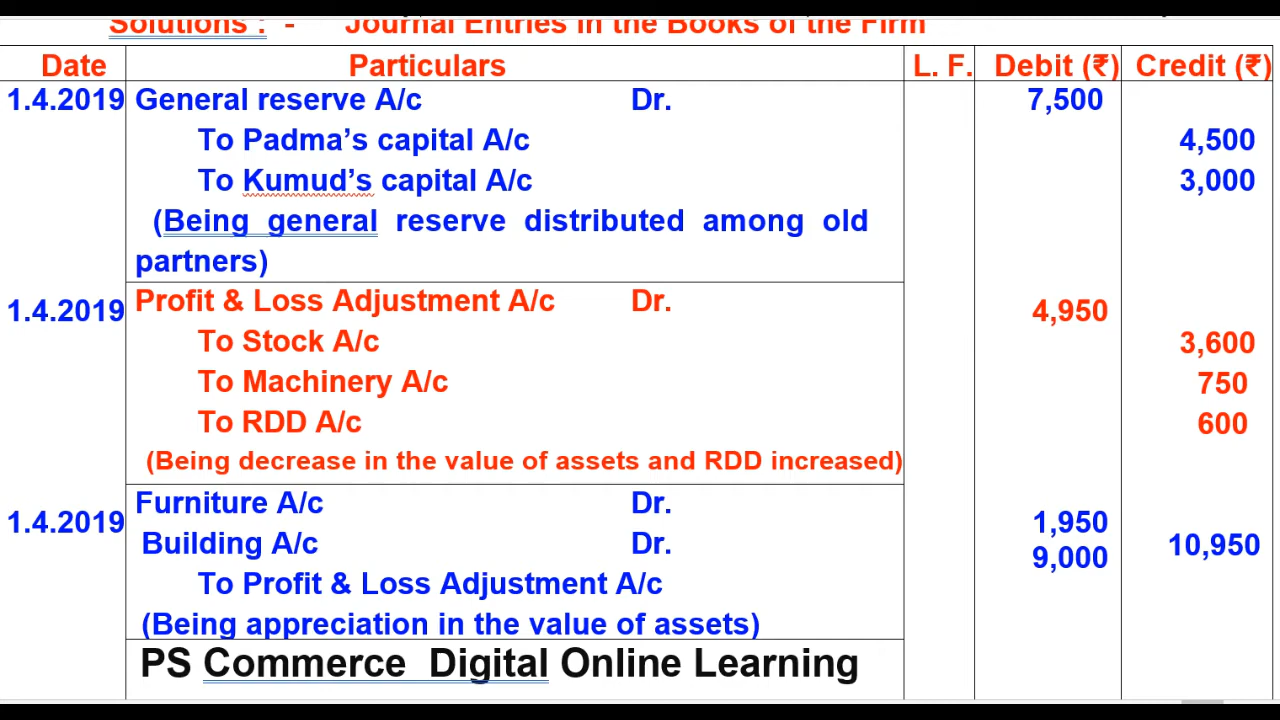 Solutions : - Journal Entries in the Books of the Firm
Date Particulars L. F. Debit (₹) Credit (₹)
1.4.2019 General reserve A/c Dr. 7,500
To Padma's capital A/c 4,500
To Kumud's capital A/c 3,000
(Being general reserve distributed among old
partners)
1.4.2019 Profit & Loss Adjustment A/c Dr. 4,950
To Stock A/c 3,600
To Machinery A/c 750
To RDD A/c 600
(Being decrease in the value of assets and RDD increased)
1.4.2019 Furniture A/c Dr. 1,950
Building A/c Dr. 9,000 10,950
To Profit & Loss Adjustment A/c
(Being appreciation in the value of assets)
PS Commerce Digital Online Learning